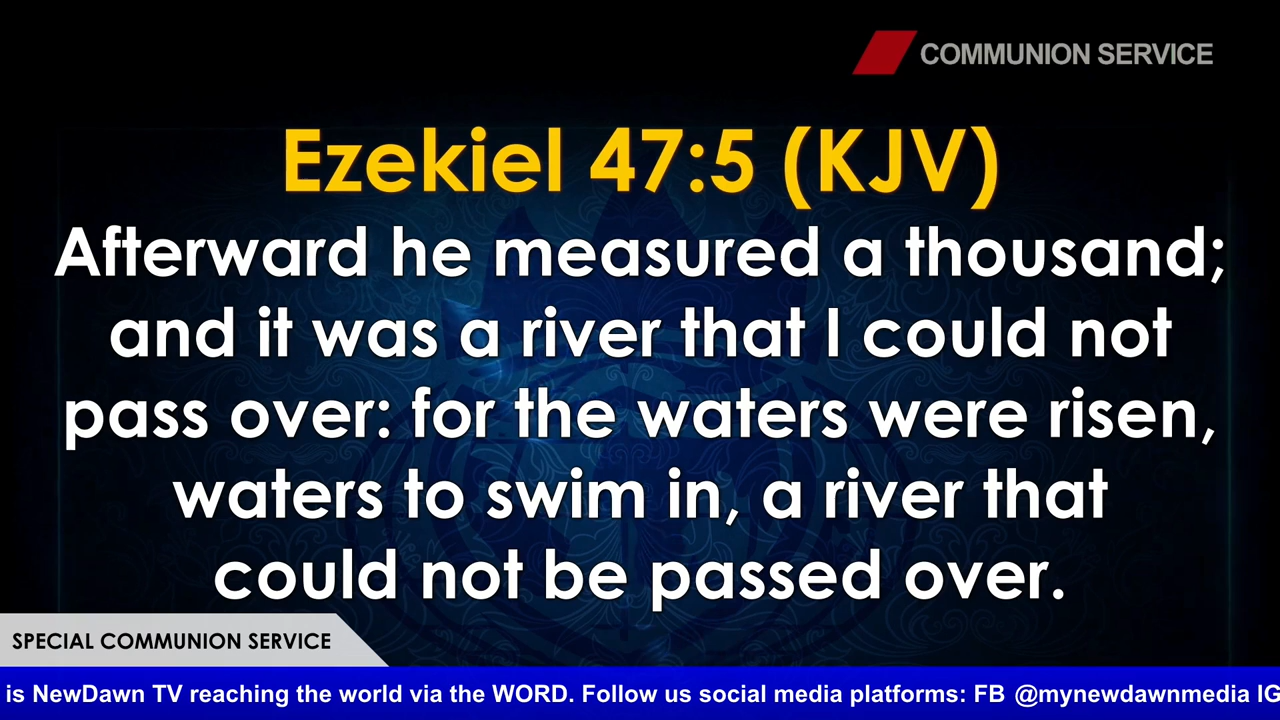 COMMUNION SERVICE
Ezekiel 47:5 (KJV)
Afterward he measured a thousand;
and it was a river that I could not
pass over: for the waters were risen,
waters to swim in, a river that
could not be passed over.
SPECIAL COMMUNION SERVICE
is NewDawn TV reaching the world via the WORD. Follow us social media platforms: FB @mynewdawnmedia IG